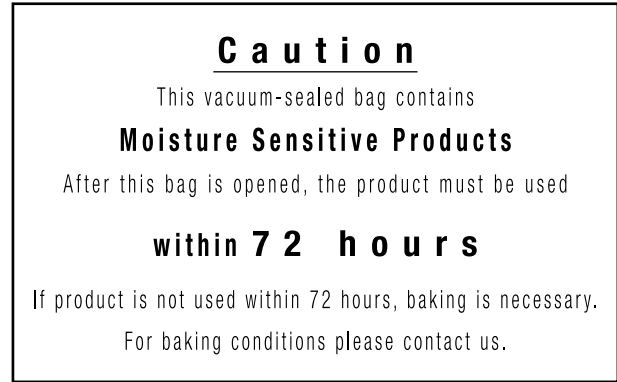 Caution
This vacuum-sealed bag contains
Moisture Sensitive Products
After this bag is opened, the product must be used
within 72 hours
If product is not used within 72 hours, baking is necessary.
For baking conditions please contact us.